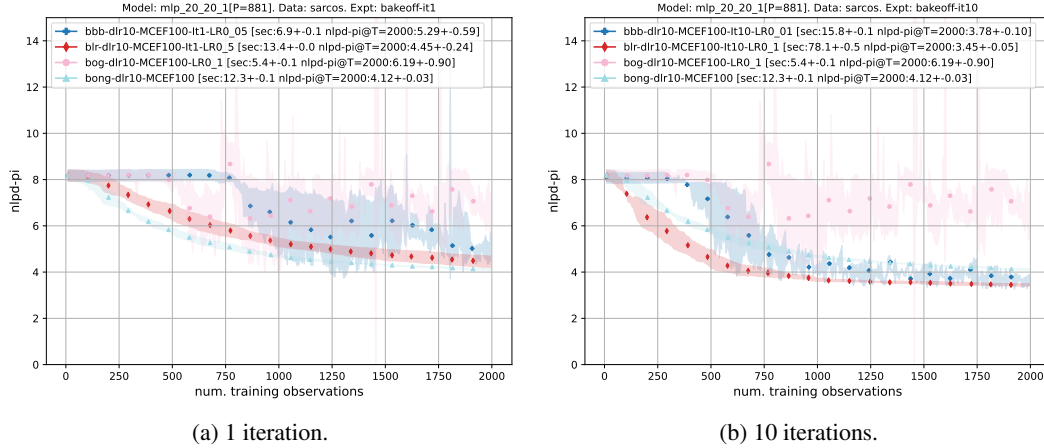 Model: mlp_20_20_1[P=881]. Data: sarcos. Expt: bakeoff-it1
bbb-dlr10-MCEF100-It1-LR0_05 [sec:6.9+-0.1 nlpd-pi@T=2000:5.29+-0.59]
blr-dlr10-MCEF100-It1-LR0_5 [sec:13.4+-0.0 nlpd-pi@T=2000:4.45+-0.24]
bog-dlr10-MCEF100-LR0_1 [sec:5.4+-0.1 nlpd-pi@T=2000:6.19+-0.90]
bong-dlr10-MCEF100 [sec:12.3+-0.1 nlpd-pi@T=2000:4.12+-0.03]
14
12
10
8
6
4
2
0
nlpd-pi
0 250 500 750 1000 1250 1500 1750 2000
num. training observations
(a) 1 iteration.
Model: mlp_20_20_1[P=881]. Data: sarcos. Expt: bakeoff-it10
bbb-dlr10-MCEF100-It10-LR0_01 [sec:15.8+-0.1 nlpd-pi@T=2000:3.78+-0.10]
blr-dlr10-MCEF100-It10-LR0_1 [sec:78.1+-0.5 nlpd-pi@T=2000:3.45+-0.05]
bog-dlr10-MCEF100-LR0_1 [sec:5.4+-0.1 nlpd-pi@T=2000:6.19+-0.90]
bong-dlr10-MCEF100 [sec:12.3+-0.1 nlpd-pi@T=2000:4.12+-0.03]
14
12
10
8
6
4
2
0
nlpd-pi
0 250 500 750 1000 1250 1500 1750 2000
num. training observations
(b) 10 iterations.